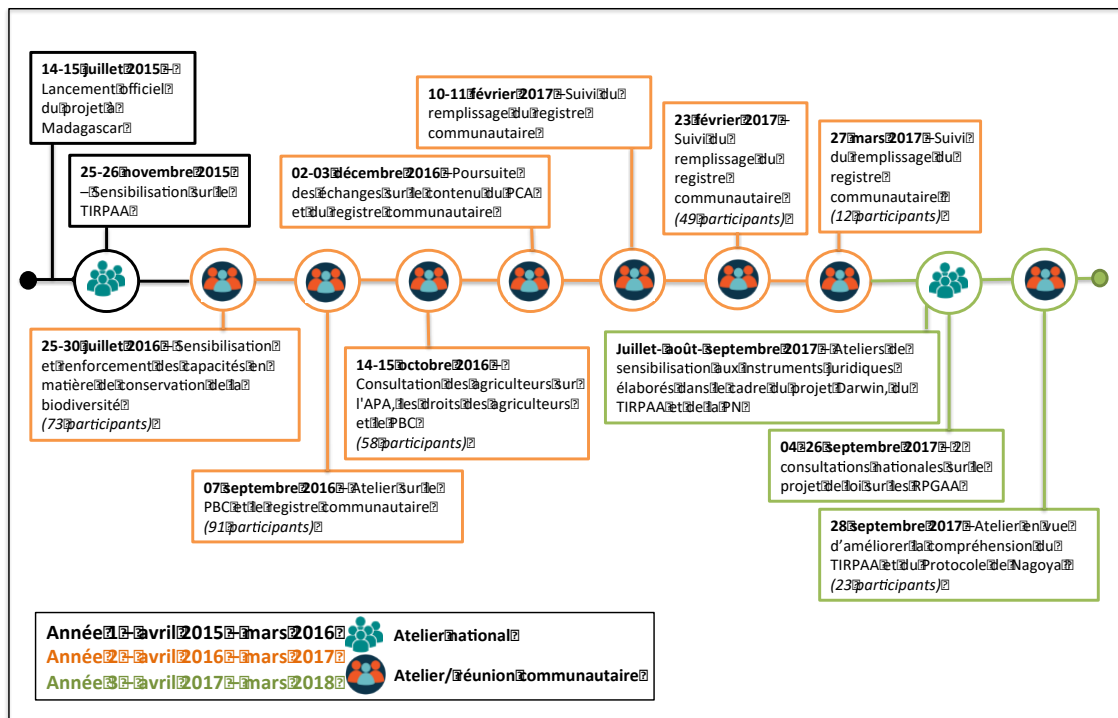 14-15 juillet 2015 –
Lancement officiel
du projet à
Madagascar
25-26 novembre 2015
– Sensibilisation sur le
TIRPAA
25-30 juillet 2016 – Sensibilisation
et renforcement des capacités en
matière de conservation de la
biodiversité
(73 participants)
07 septembre 2016 – Atelier sur le
PBC et le registre communautaire
(91 participants)
14-15 octobre 2016 –
Consultation des agriculteurs sur
l'APA, les droits des agriculteurs
et le PBC
(58 participants)
02-03 décembre 2016 – Poursuite
des échanges sur le contenu du PCA
et du registre communautaire
10-11 février 2017 – Suivi du
remplissage du registre
communautaire
23 février 2017 –
Suivi du
remplissage du
registre
communautaire
(49 participants)
27 mars 2017 – Suivi
du remplissage du
registre
communautaire
(12 participants)
Juillet- août- septembre 2017 – Ateliers de
sensibilisation aux instruments juridiques
élaborés dans le cadre du projet Darwin, du
TIRPAA et de la PN
04 26 septembre 2017 – 2
consultations nationales sur le
projet de loi sur les RPGAA
28 septembre 2017 – Atelier en vue
d’améliorer la compréhension du
TIRPAA et du Protocole de Nagoya
(23 participants)
Année 1 – avril 2015 – mars 2016
Année 2 – avril 2016 – mars 2017
Année 3 – avril 2017 – mars 2018
Atelier national
Atelier/ réunion communautaire